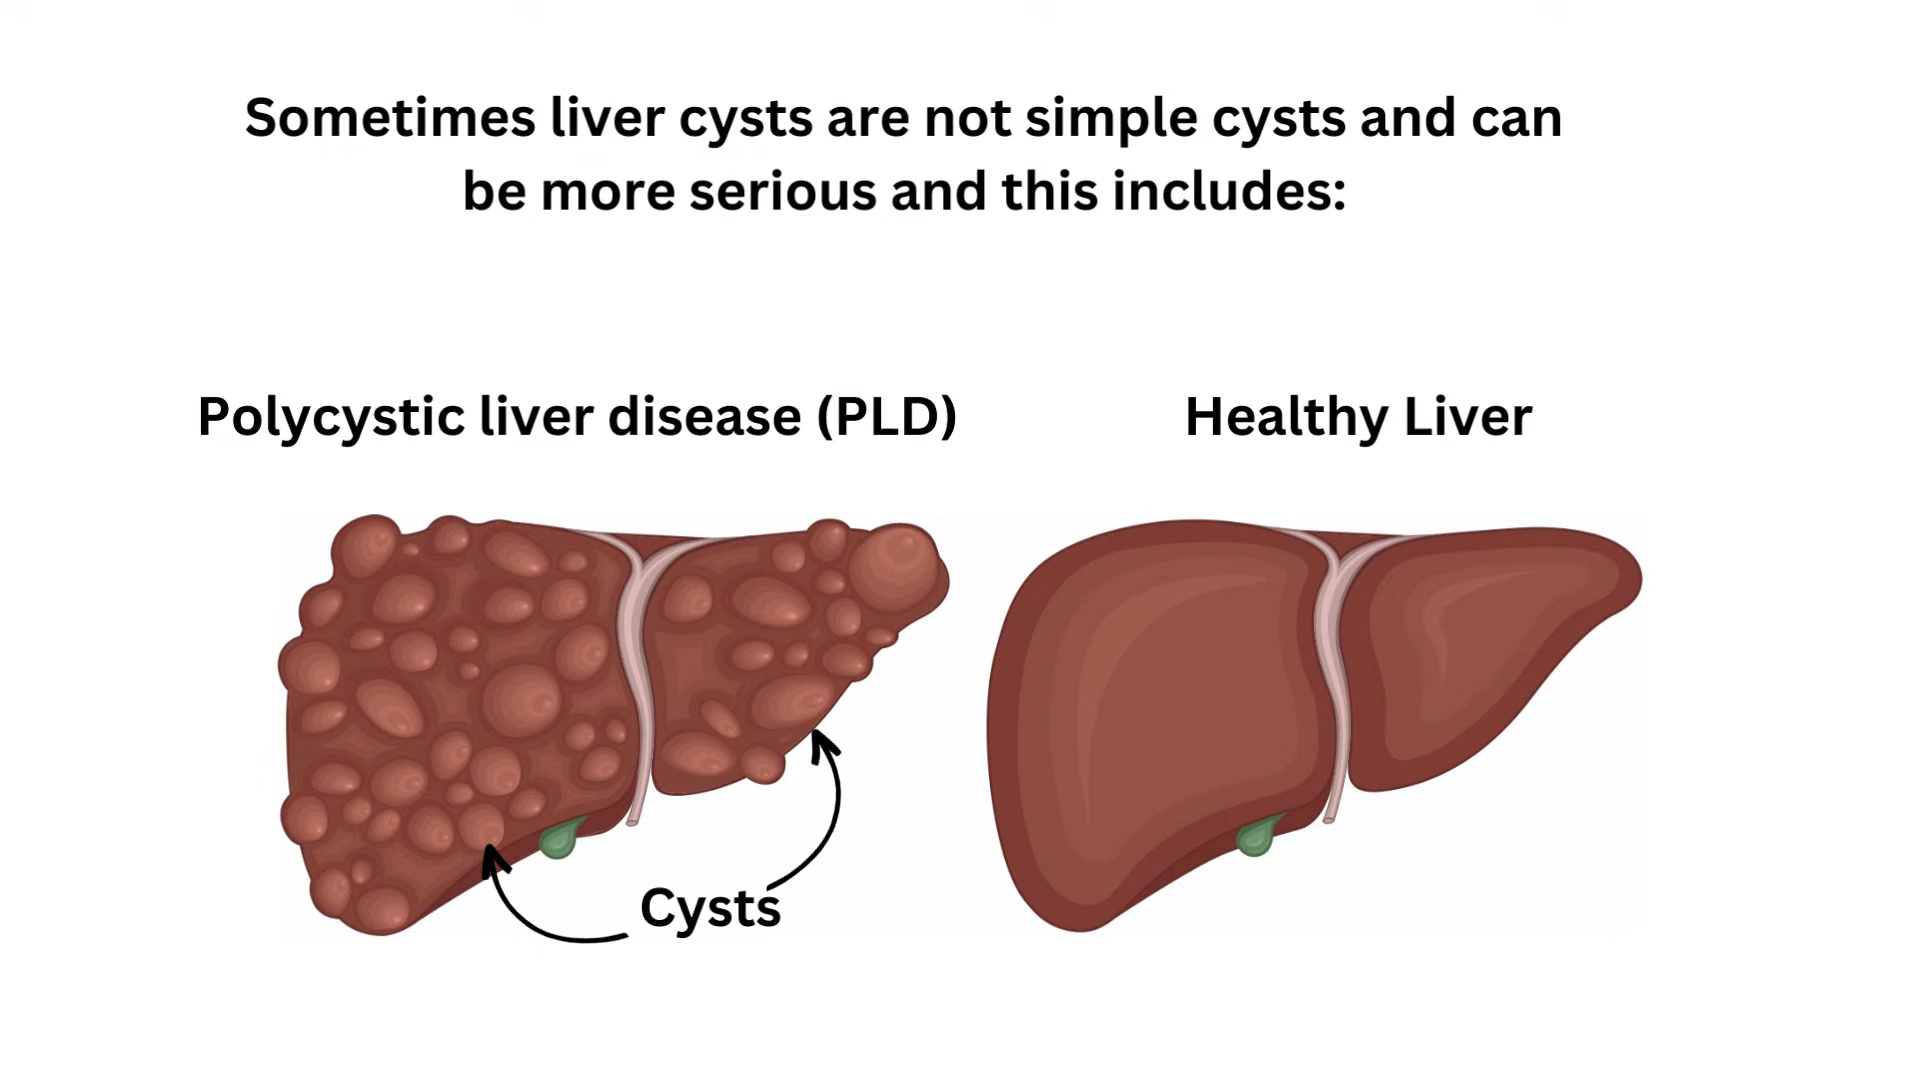 Sometimes liver cysts are not simple cysts and can
be more serious and this includes:
Polycystic liver disease (PLD)
Healthy Liver
Cysts